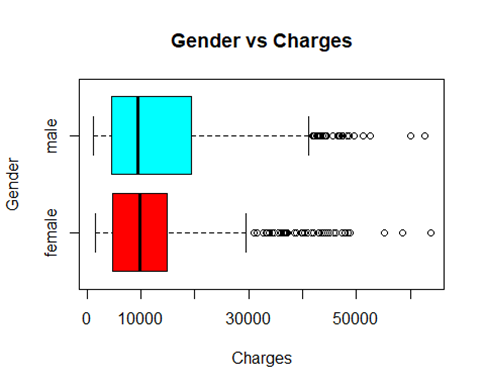 Gender vs Charges
Gender
male
female
0 10000 30000 50000
Charges